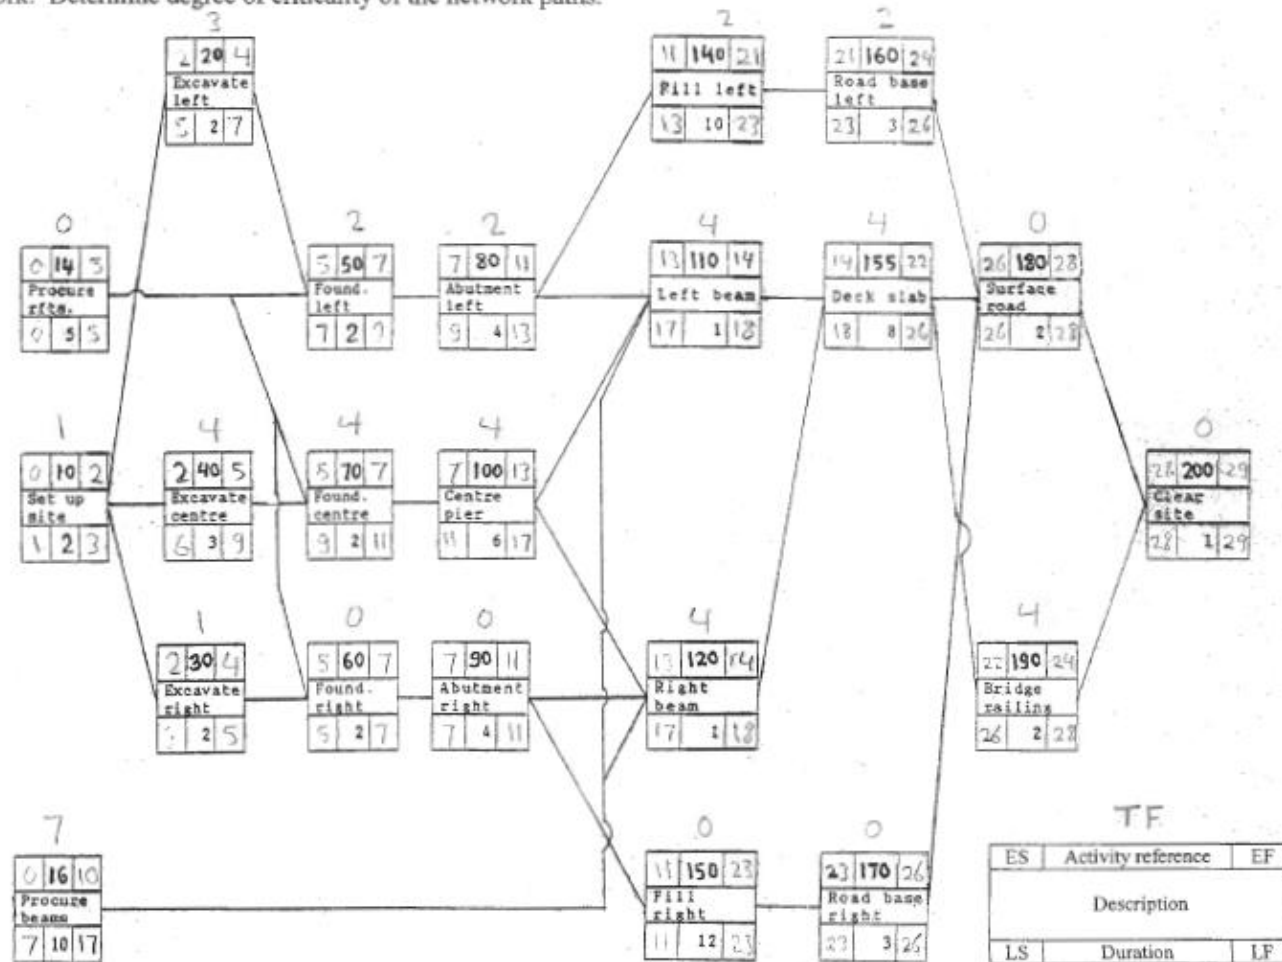 Determine degree of criticality of the network paths.
3
2 20 4
Excavate
left
5 2 7
2
11 140 21
Fill left
13 10 23
2
21 160 24
Road base
left
23 3 26
0
0 14 5
Procure
rfts.
0 5 5
2
5 50 7
Found.
left
7 2 9
2
7 80 11
Abutment
left
9 4 13
4
13 110 14
Left beam
17 1 18
4
14 155 22
Deck slab
18 8 26
0
26 180 28
Surface
road
26 2 28
1
0 10 2
Set up
site
1 2 3
4
2 40 5
Excavate
centre
6 3 9
4
5 70 7
Found.
centre
9 2 11
4
7 100 13
Centre
pier
11 6 17
0
28 200 29
Clear
site
28 1 29
1
2 30 4
Excavate
right
2 5
0
5 60 7
Found.
right
5 2 7
0
7 90 11
Abutment
right
7 4 11
4
13 120 14
Right
beam
17 1 18
4
22 190 24
Bridge
railing
26 2 28
7
0 16 10
Procure
beams
7 10 17
0
11 150 23
Fill
right
11 12 23
0
23 170 26
Road base
right
23 3 26
TF
ES Activity reference EF
Description
LS Duration LF